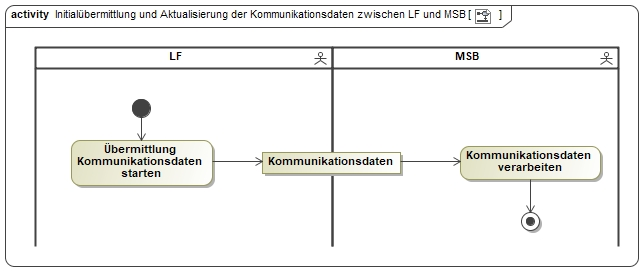 activity Initialübermittlung und Aktualisierung der Kommunikationsdaten zwischen LF und MSB [ ]
LF
MSB
Übermittlung
Kommunikationsdaten
starten
Kommunikationsdaten
Kommunikationsdaten
verarbeiten